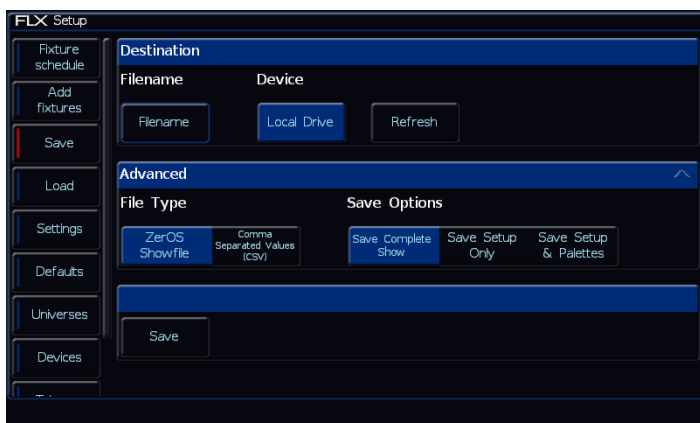 FLX Setup
Fixture
schedule
Add
fixtures
Save
Load
Settings
Defaults
Universes
Devices
Destination
Filename Device
Filename Local Drive Refresh
Advanced
File Type Save Options
ZerOS
Showfile
Comma
Separated Values
(CSV)
Save Complete
Show
Save Setup
Only
Save Setup
& Palettes
Save